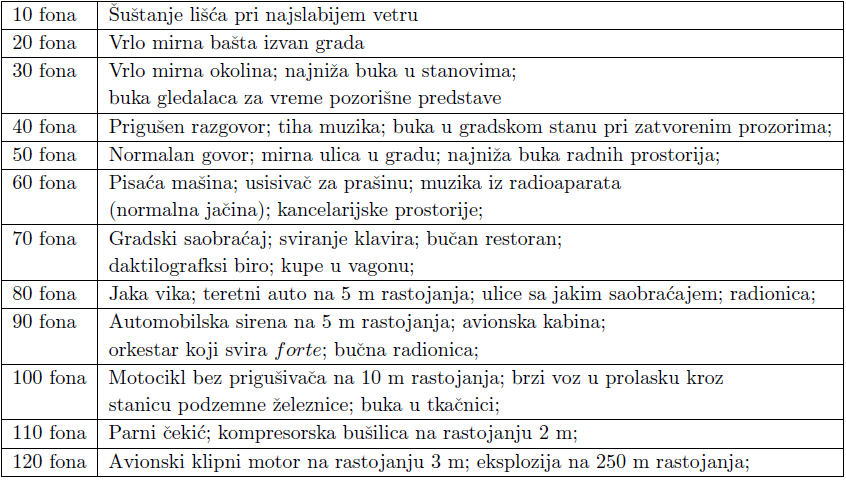 10 fona Šuštanje lišća pri najslabijem vetru
20 fona Vrlo mirna bašta izvan grada
30 fona Vrlo mirna okolina; najniža buka u stanovima;
buka gledalaca za vreme pozorišne predstave
40 fona Prigušen razgovor; tiha muzika; buka u gradskom stanu pri zatvorenim prozorima;
50 fona Normalan govor; mirna ulica u gradu; najniža buka radnih prostorija;
60 fona Pisaća mašina; usisivač za prašinu; muzika iz radioaparata
(normalna jačina); kancelarijske prostorije;
70 fona Gradski saobraćaj; sviranje klavira; bučan restoran;
daktilografksi biro; kupe u vagonu;
80 fona Jaka vika; teretni auto na 5 m rastojanja; ulice sa jakim saobraćajem; radionica;
90 fona Automobilska sirena na 5 m rastojanja; avionska kabina;
orkestar koji svira forte; bučna radionica;
100 fona Motocikl bez prigušivača na 10 m rastojanja; brzi voz u prolasku kroz
stanicu podzemne železnice; buka u tkačnici;
110 fona Parni čekić; kompresorska bušilica na rastojanju 2 m;
120 fona Avionski klipni motor na rastojanju 3 m; eksplozija na 250 m rastojanja;